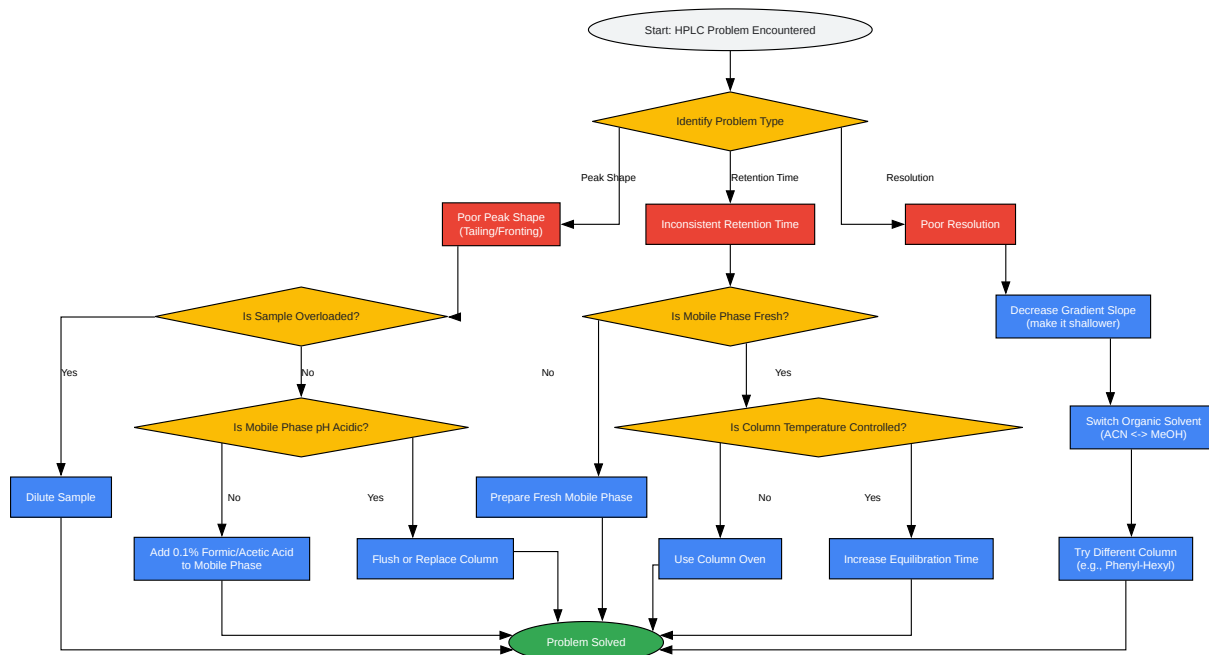 Start: HPLC Problem Encountered
Identify Problem Type
Peak Shape
Retention Time
Resolution
Poor Peak Shape
(Tailing/Fronting)
Inconsistent Retention Time
Poor Resolution
Is Sample Overloaded?
Is Mobile Phase Fresh?
Decrease Gradient Slope
(make it shallower)
Yes
No
No
Yes
Is Mobile Phase pH Acidic?
Is Column Temperature Controlled?
Switch Organic Solvent
(ACN <-> MeOH)
Dilute Sample
No
Yes
Prepare Fresh Mobile Phase
No
Yes
Add 0.1% Formic/Acetic Acid
to Mobile Phase
Flush or Replace Column
Use Column Oven
Increase Equilibration Time
Try Different Column
(e.g., Phenyl-Hexyl)
Problem Solved